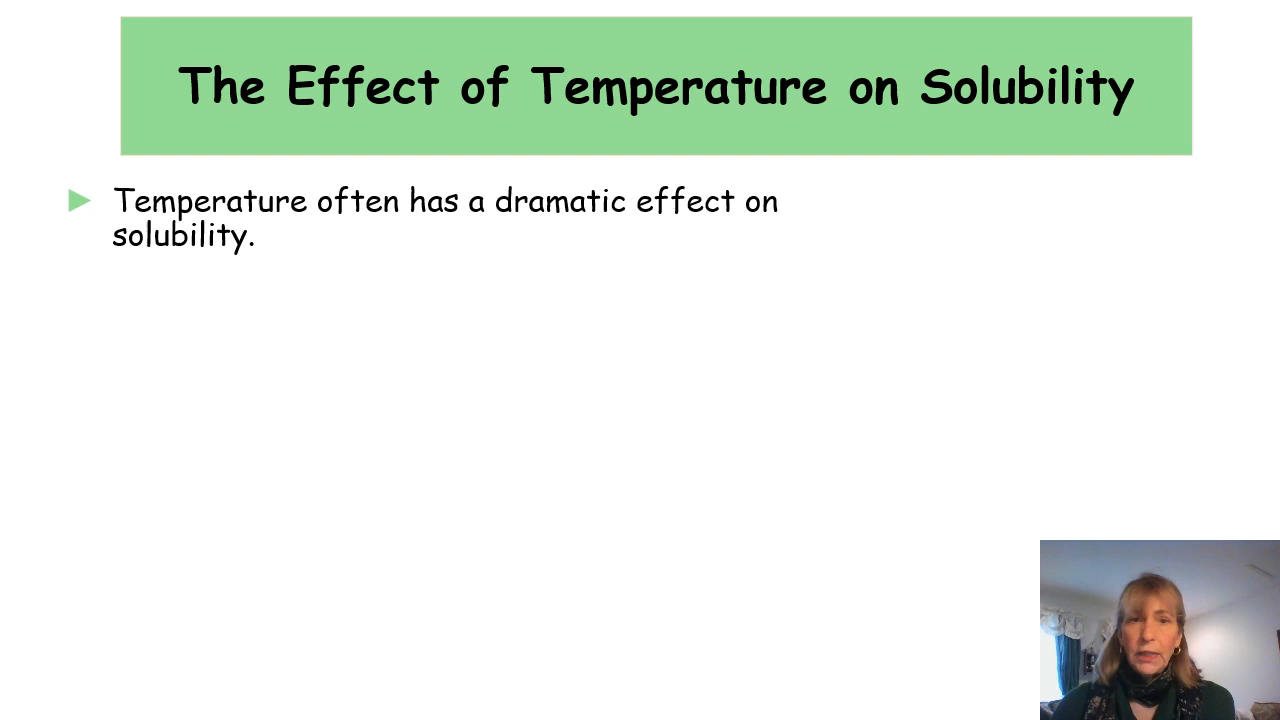 The Effect of Temperature on Solubility
Temperature often has a dramatic effect on
solubility.